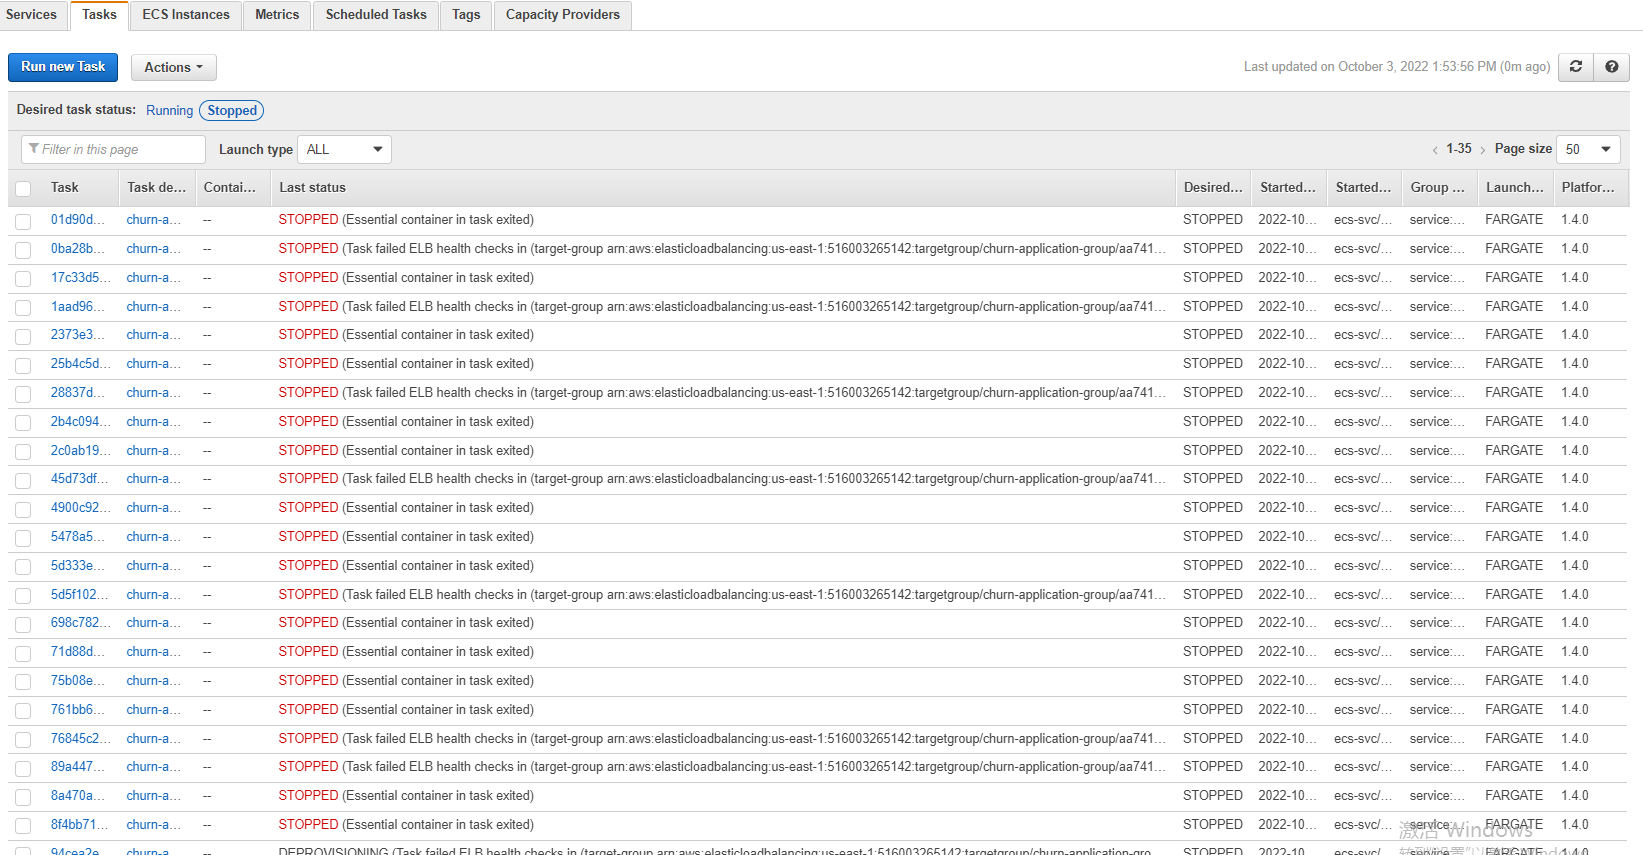 Services Tasks ECS Instances Metrics Scheduled Tasks Tags Capacity Providers
Run new Task Actions Last updated on October 3, 2022 1:53:56 PM (0m ago)
Desired task status: Running Stopped
Filter in this page Launch type ALL 1-35 Page size 50
Task Task de... Contai... Last status Desired... Started... Started... Group ... Launch... Platfor...
01d90d... churn-a... -- STOPPED (Essential container in task exited) STOPPED 2022-10... ecs-svc/... service:... FARGATE 1.4.0
0ba28b... churn-a... -- STOPPED (Task failed ELB health checks in (target-group arn:aws:elasticloadbalancing:us-east-1:516003265142:targetgroup/churn-application-group/aa741... STOPPED 2022-10... ecs-svc/... service:... FARGATE 1.4.0
17c33d5... churn-a... -- STOPPED (Essential container in task exited) STOPPED 2022-10... ecs-svc/... service:... FARGATE 1.4.0
1aad96... churn-a... -- STOPPED (Task failed ELB health checks in (target-group arn:aws:elasticloadbalancing:us-east-1:516003265142:targetgroup/churn-application-group/aa741... STOPPED 2022-10... ecs-svc/... service:... FARGATE 1.4.0
2373e3... churn-a... -- STOPPED (Essential container in task exited) STOPPED 2022-10... ecs-svc/... service:... FARGATE 1.4.0
25b4c5d... churn-a... -- STOPPED (Essential container in task exited) STOPPED 2022-10... ecs-svc/... service:... FARGATE 1.4.0
28837d... churn-a... -- STOPPED (Task failed ELB health checks in (target-group arn:aws:elasticloadbalancing:us-east-1:516003265142:targetgroup/churn-application-group/aa741... STOPPED 2022-10... ecs-svc/... service:... FARGATE 1.4.0
2b4c094... churn-a... -- STOPPED (Essential container in task exited) STOPPED 2022-10... ecs-svc/... service:... FARGATE 1.4.0
2c0ab19... churn-a... -- STOPPED (Essential container in task exited) STOPPED 2022-10... ecs-svc/... service:... FARGATE 1.4.0
45d73df... churn-a... -- STOPPED (Task failed ELB health checks in (target-group arn:aws:elasticloadbalancing:us-east-1:516003265142:targetgroup/churn-application-group/aa741... STOPPED 2022-10... ecs-svc/... service:... FARGATE 1.4.0
4900c92... churn-a... -- STOPPED (Essential container in task exited) STOPPED 2022-10... ecs-svc/... service:... FARGATE 1.4.0
5478a5... churn-a... -- STOPPED (Essential container in task exited) STOPPED 2022-10... ecs-svc/... service:... FARGATE 1.4.0
5d333e... churn-a... -- STOPPED (Essential container in task exited) STOPPED 2022-10... ecs-svc/... service:... FARGATE 1.4.0
5d5f102... churn-a... -- STOPPED (Task failed ELB health checks in (target-group arn:aws:elasticloadbalancing:us-east-1:516003265142:targetgroup/churn-application-group/aa741... STOPPED 2022-10... ecs-svc/... service:... FARGATE 1.4.0
698c782... churn-a... -- STOPPED (Essential container in task exited) STOPPED 2022-10... ecs-svc/... service:... FARGATE 1.4.0
71d88d... churn-a... -- STOPPED (Essential container in task exited) STOPPED 2022-10... ecs-svc/... service:... FARGATE 1.4.0
75b08e... churn-a... -- STOPPED (Essential container in task exited) STOPPED 2022-10... ecs-svc/... service:... FARGATE 1.4.0
761bb6... churn-a... -- STOPPED (Essential container in task exited) STOPPED 2022-10... ecs-svc/... service:... FARGATE 1.4.0
76845c2... churn-a... -- STOPPED (Task failed ELB health checks in (target-group arn:aws:elasticloadbalancing:us-east-1:516003265142:targetgroup/churn-application-group/aa741... STOPPED 2022-10... ecs-svc/... service:... FARGATE 1.4.0
89a447... churn-a... -- STOPPED (Task failed ELB health checks in (target-group arn:aws:elasticloadbalancing:us-east-1:516003265142:targetgroup/churn-application-group/aa741... STOPPED 2022-10... ecs-svc/... service:... FARGATE 1.4.0
8a470a... churn-a... -- STOPPED (Essential container in task exited) STOPPED 2022-10... ecs-svc/... service:... FARGATE 1.4.0
8f4bb71... churn-a... -- STOPPED (Essential container in task exited) STOPPED 2022-10... ecs-svc/... service:... FARGATE 1.4.0
激活 Windows
94cea2e churn-a DEPROVISIONING (Task failed ELB health checks in (target-group arn:aws:elasticloadbalancing:us-east-1:516003265142:targetgroup/churn-application-gro STOPPED 2022-10 ecs-svc/ FARGATE 1.4.0